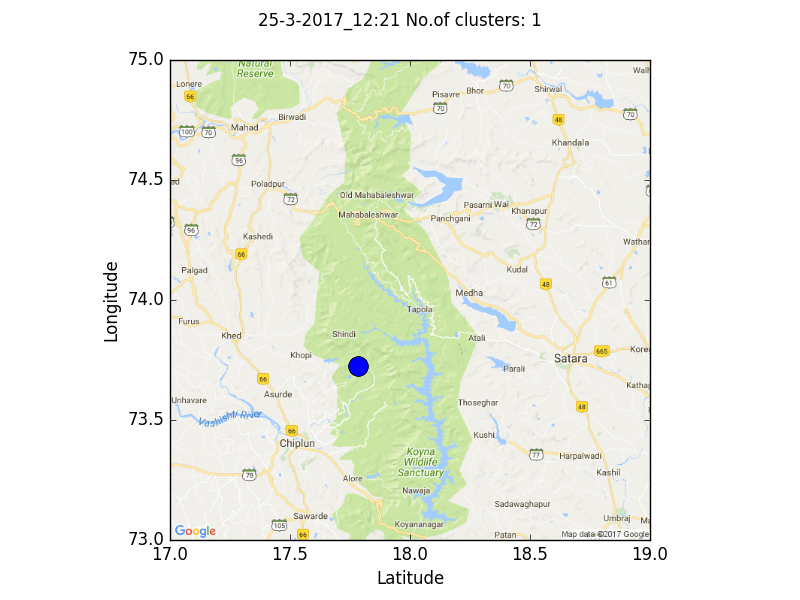 25-3-2017_12:21 No.of clusters: 1
75.0
74.5
74.0
73.5
73.0
Longitude
17.0 17.5 18.0 18.5 19.0
Latitude
Natural
Reserve
Lonere
66
Pisavre
Bhor
70
Shirwal
70
100
70
Mahad
Birwadi
70
48
Khandala
96
Poladpur
72
Old Mahabaleshwar
Mahabaleshwar
Pasarni
Wai
Khanapur
Panchgani
72
96
Kashedi
66
Palgad
Kudal
48
61
Medha
Furus
Khed
Tapola
Shindi
Atali
Khopi
Satara
665
Parali
66
Asurde
Unhavare
Vashishti River
66
Chiplun
Thoseghar
48
Kushi
77
Harpalwadi
Kashil
Koyna
Wildlife
Sanctuary
78
Alore
Nawaja
Sadawaghapur
Sawarde
105
66
Koyananagar
Umbraj
Patan
Google
Map data ©2017 Google